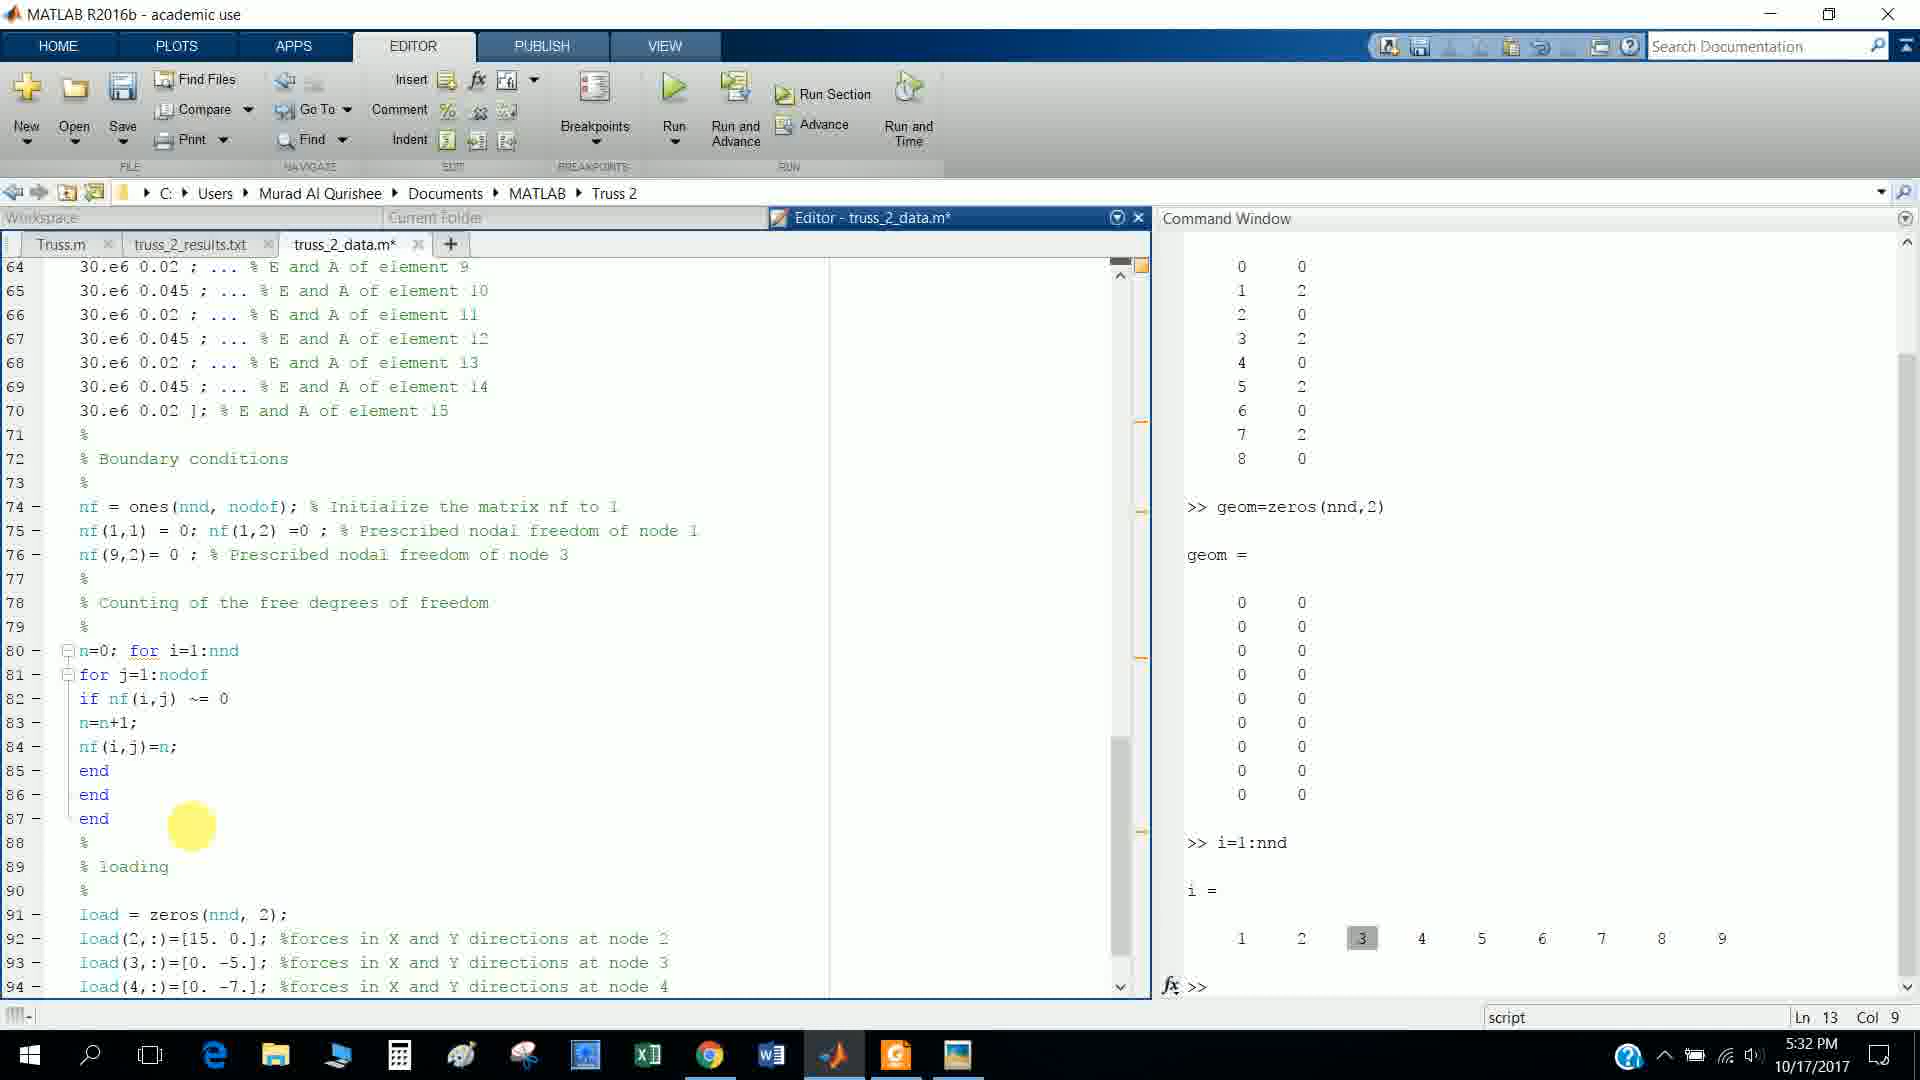 MATLAB R2016b - academic use
HOME PLOTS APPS EDITOR PUBLISH VIEW
Search Documentation
New Open Save
Find Files
Compare
Print
Go To
Find
Insert fx
Comment
Indent
Breakpoints
Run
Run and Advance
Run Section
Advance
Run and Time
FILE NAVIGATE EDIT BREAKPOINTS RUN
C: Users Murad Al Qurishee Documents MATLAB Truss 2
Workspace Current Folder Editor - truss_2_data.m* Command Window
Truss.m truss_2_results.txt truss_2_data.m*
64 30.e6 0.02 ; ... % E and A of element 9
65 30.e6 0.045 ; ... % E and A of element 10
66 30.e6 0.02 ; ... % E and A of element 11
67 30.e6 0.045 ; ... % E and A of element 12
68 30.e6 0.02 ; ... % E and A of element 13
69 30.e6 0.045 ; ... % E and A of element 14
70 30.e6 0.02 ]; % E and A of element 15
71 %
72 % Boundary conditions
73 %
74 nf = ones(nnd, nodof); % Initialize the matrix nf to 1
75 nf(1,1) = 0; nf(1,2) =0 ; % Prescribed nodal freedom of node 1
76 nf(9,2)= 0 ; % Prescribed nodal freedom of node 3
77 %
78 % Counting of the free degrees of freedom
79 %
80 n=0; for i=1:nnd
81 for j=1:nodof
82 if nf(i,j) ~= 0
83 n=n+1;
84 nf(i,j)=n;
85 end
86 end
87 end
88 %
89 % loading
90 %
91 load = zeros(nnd, 2);
92 load(2,:)=[15. 0.]; %forces in X and Y directions at node 2
93 load(3,:)=[0. -5.]; %forces in X and Y directions at node 3
94 load(4,:)=[0. -7.]; %forces in X and Y directions at node 4
0 0
1 2
2 0
3 2
4 0
5 2
6 0
7 2
8 0
>> geom=zeros(nnd,2)
geom =
0 0
0 0
0 0
0 0
0 0
0 0
0 0
0 0
0 0
>> i=1:nnd
i =
1 2 3 4 5 6 7 8 9
fx >>
script Ln 13 Col 9
5:32 PM
10/17/2017